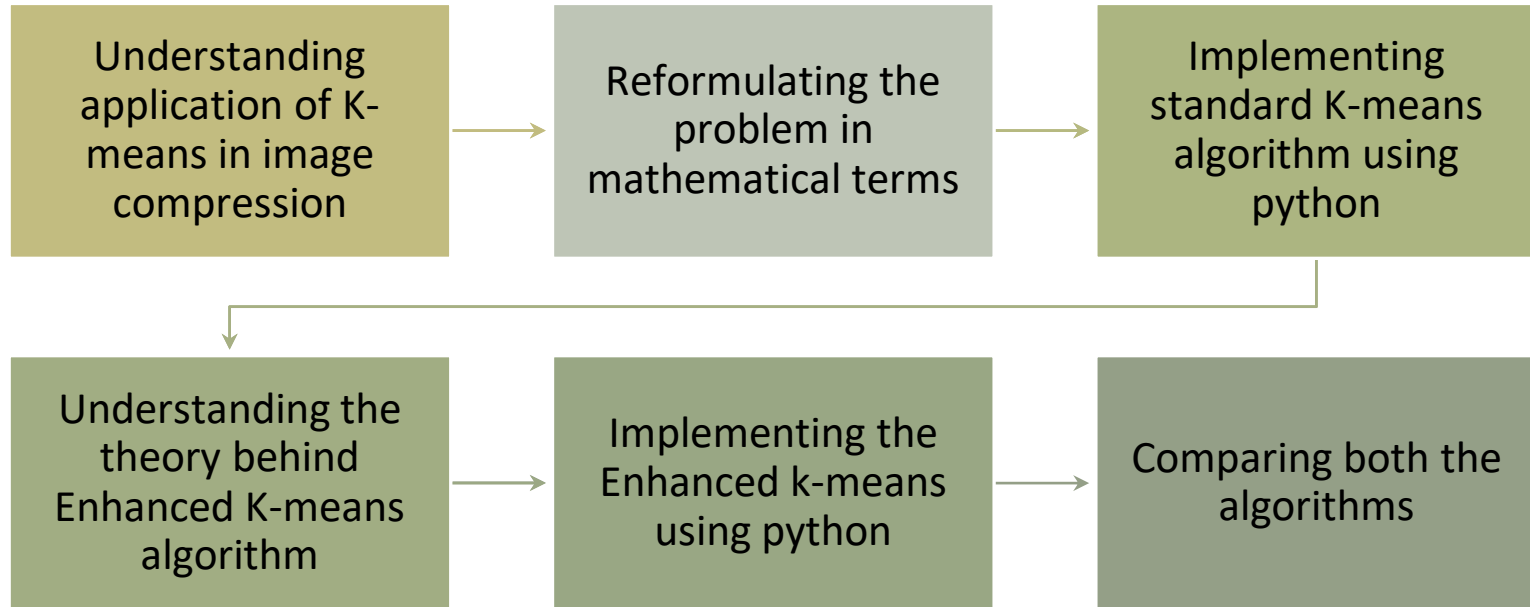 Understanding
application of K-
means in image
compression
Reformulating the
problem in
mathematical terms
Implementing
standard K-means
algorithm using
python
Understanding the
theory behind
Enhanced K-means
algorithm
Implementing the
Enhanced k-means
using python
Comparing both the
algorithms